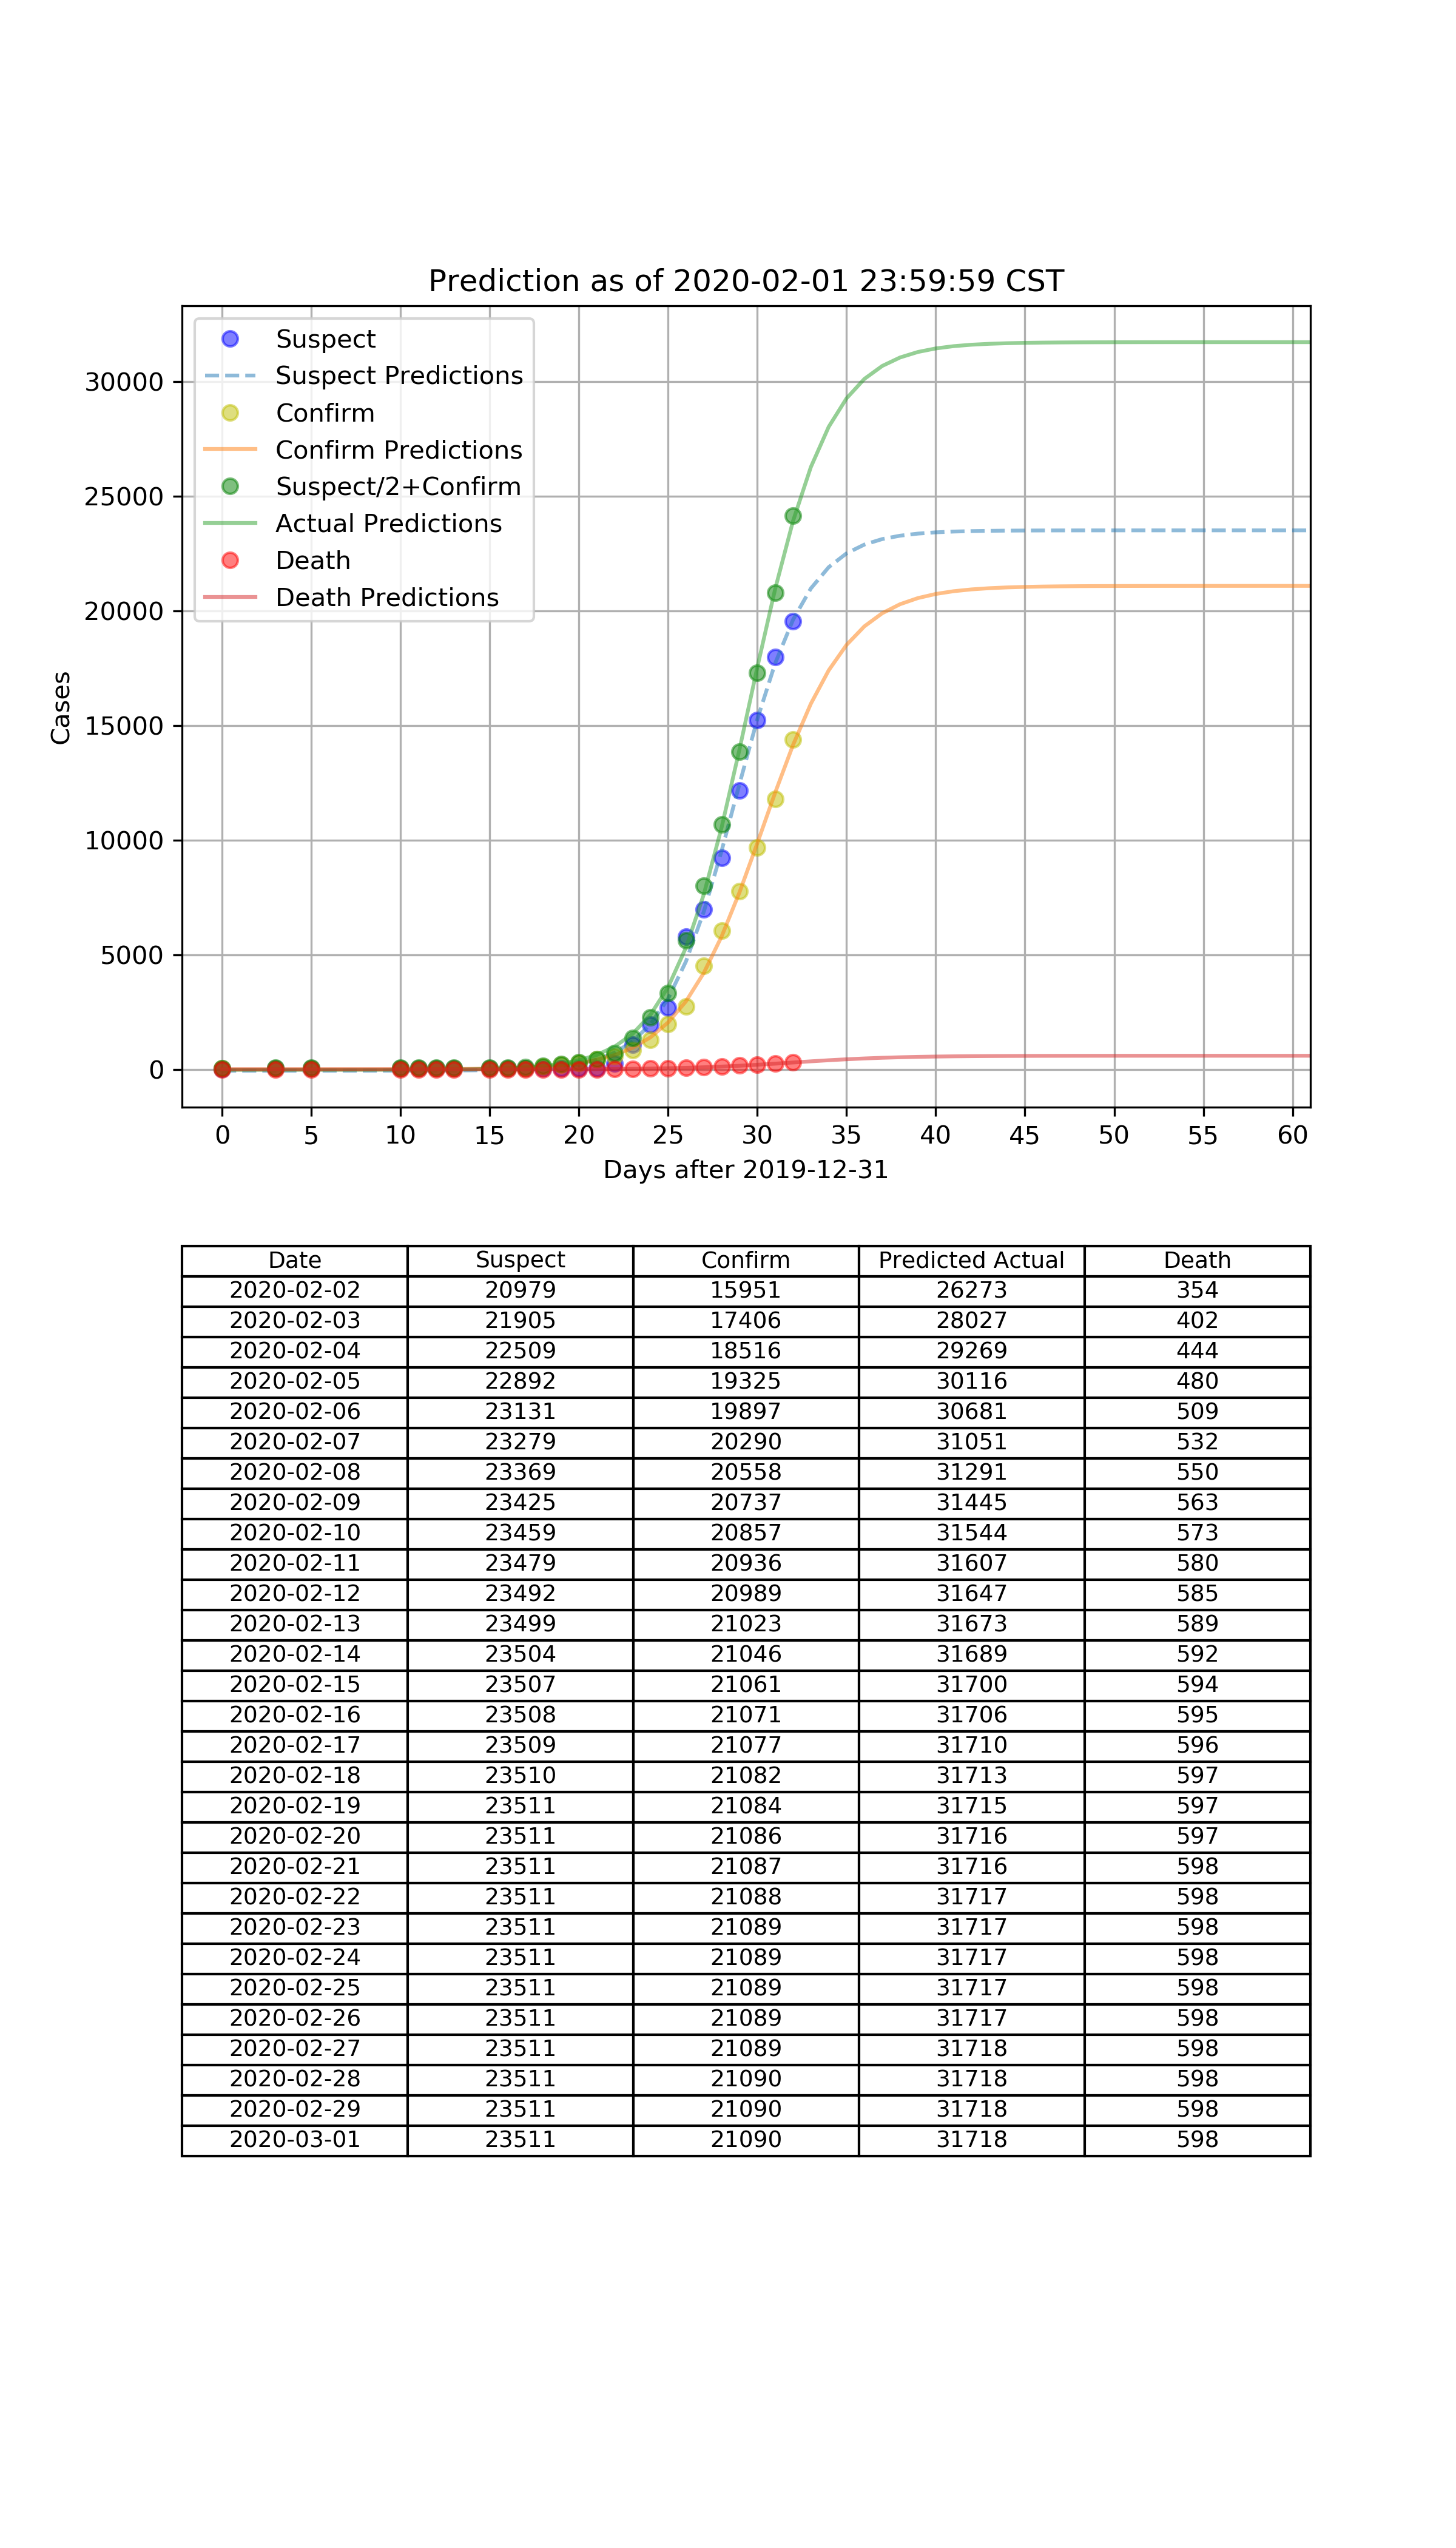 Prediction as of 2020-02-01 23:59:59 CST
Suspect
Suspect Predictions
Confirm
Confirm Predictions
Suspect/2+Confirm
Actual Predictions
Death
Death Predictions
30000
25000
20000
15000
10000
5000
0
Cases
0 5 10 15 20 25 30 35 40 45 50 55 60
Days after 2019-12-31
Date Suspect Confirm Predicted Actual Death
2020-02-02 20979 15951 26273 354
2020-02-03 21905 17406 28027 402
2020-02-04 22509 18516 29269 444
2020-02-05 22892 19325 30116 480
2020-02-06 23131 19897 30681 509
2020-02-07 23279 20290 31051 532
2020-02-08 23369 20558 31291 550
2020-02-09 23425 20737 31445 563
2020-02-10 23459 20857 31544 573
2020-02-11 23479 20936 31607 580
2020-02-12 23492 20989 31647 585
2020-02-13 23499 21023 31673 589
2020-02-14 23504 21046 31689 592
2020-02-15 23507 21061 31700 594
2020-02-16 23508 21071 31706 595
2020-02-17 23509 21077 31710 596
2020-02-18 23510 21082 31713 597
2020-02-19 23511 21084 31715 597
2020-02-20 23511 21086 31716 597
2020-02-21 23511 21087 31716 598
2020-02-22 23511 21088 31717 598
2020-02-23 23511 21089 31717 598
2020-02-24 23511 21089 31717 598
2020-02-25 23511 21089 31717 598
2020-02-26 23511 21089 31717 598
2020-02-27 23511 21089 31718 598
2020-02-28 23511 21090 31718 598
2020-02-29 23511 21090 31718 598
2020-03-01 23511 21090 31718 598